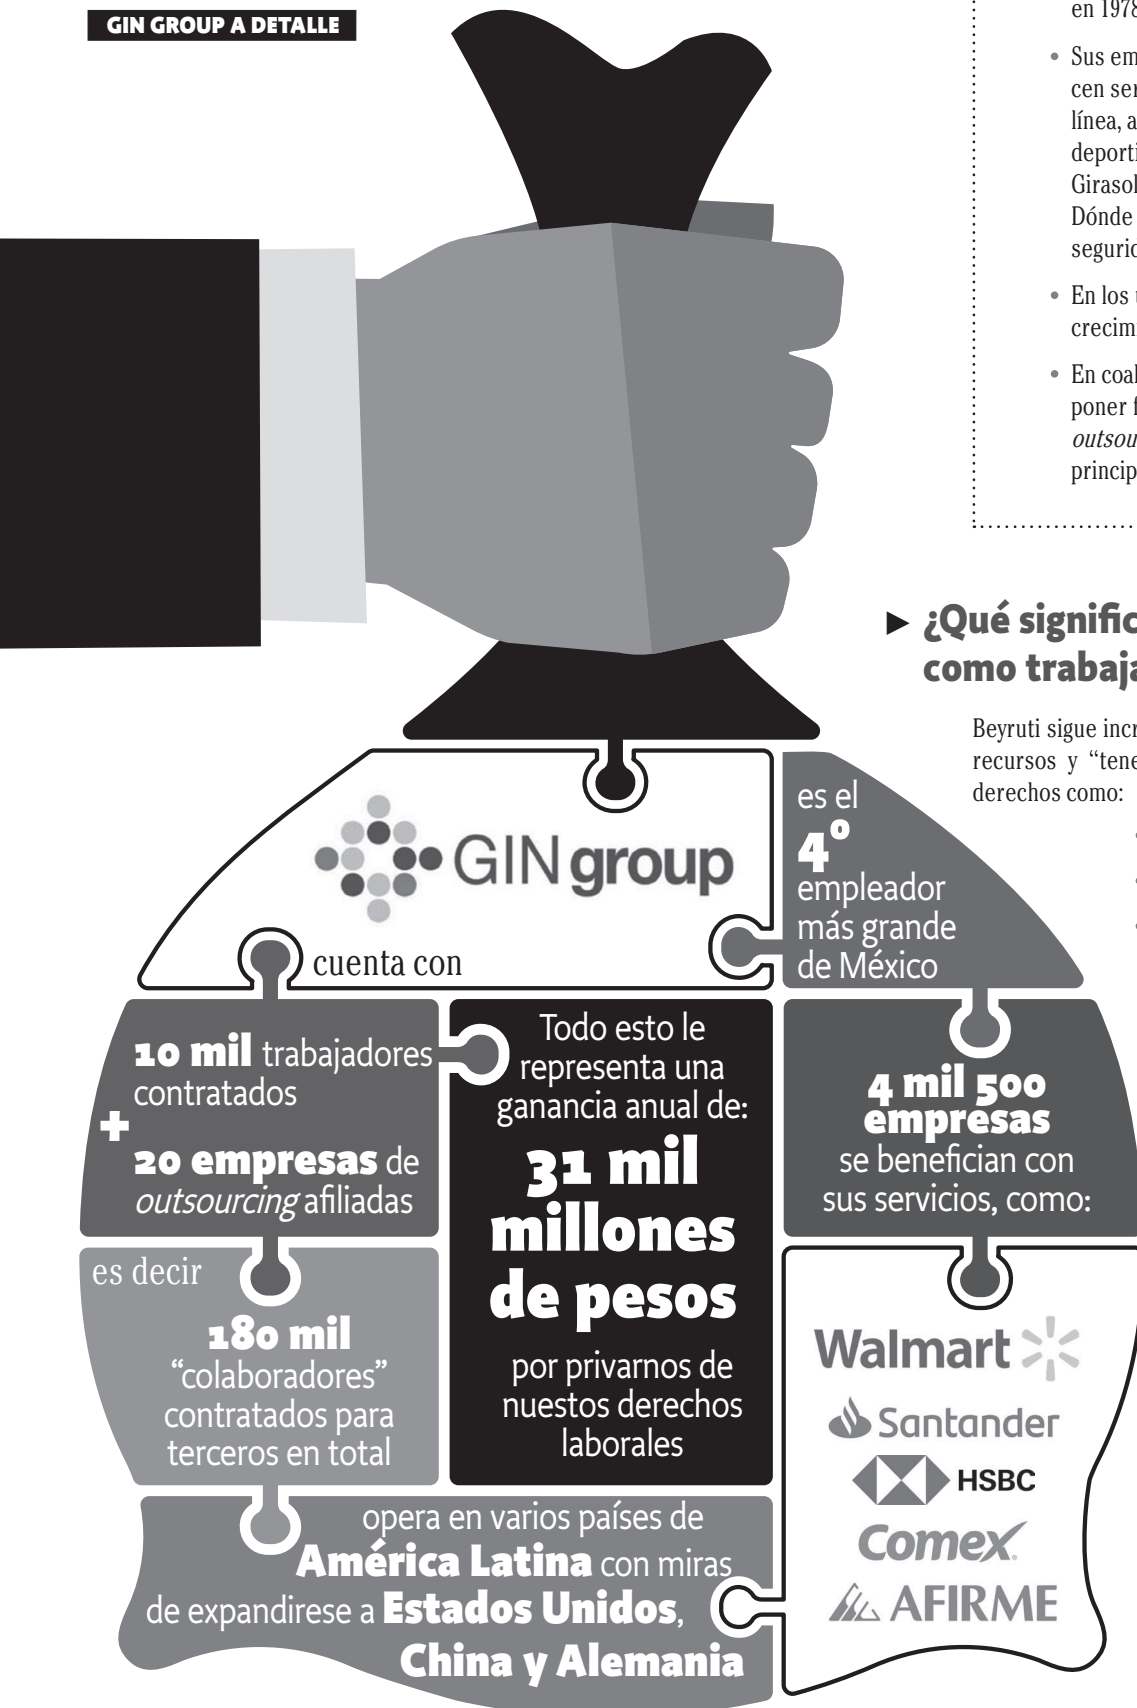 GIN GROUP A DETALLE
en 1978
• Sus em
cen ser
línea, a
deporti
Girasol
Dónde
seguric
• En los
crecim
• En coal
poner f
outsou
princip
► ¿Qué signific
como trabaja
Beyruti sigue incr
recursos y “tene
derechos como:
GINgroup
cuenta con
es el
4º
empleador
más grande
de México
10 mil trabajadores
contratados
+
20 empresas de
outsourcing afiliadas
Todo esto le
representa una
ganancia anual de:
31 mil
millones
de pesos
por privarnos de
nuestos derechos
laborales
4 mil 500
empresas
se benefician con
sus servicios, como:
es decir
180 mil
“colaboradores”
contratados para
terceros en total
Walmart
Santander
HSBC
Comex
AFIRME
opera en varios países de
América Latina con miras
de expandirese a Estados Unidos,
China y Alemania